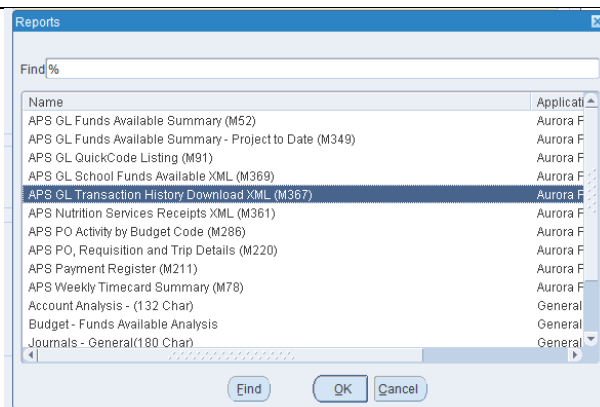 Reports
Find %
Name Applicati
APS GL Funds Available Summary (M52) Aurora F
APS GL Funds Available Summary - Project to Date (M349) Aurora F
APS GL QuickCode Listing (M91) Aurora F
APS GL School Funds Available XML (M369) Aurora F
APS GL Transaction History Download XML (M367) Aurora F
APS Nutrition Services Receipts XML (M361) Aurora F
APS PO Activity by Budget Code (M286) Aurora F
APS PO, Requisition and Trip Details (M220) Aurora F
APS Payment Register (M211) Aurora F
APS Weekly Timecard Summary (M78) Aurora F
Account Analysis - (132 Char) General
Budget - Funds Available Analysis General
Journals - General(180 Char) General
Find OK Cancel